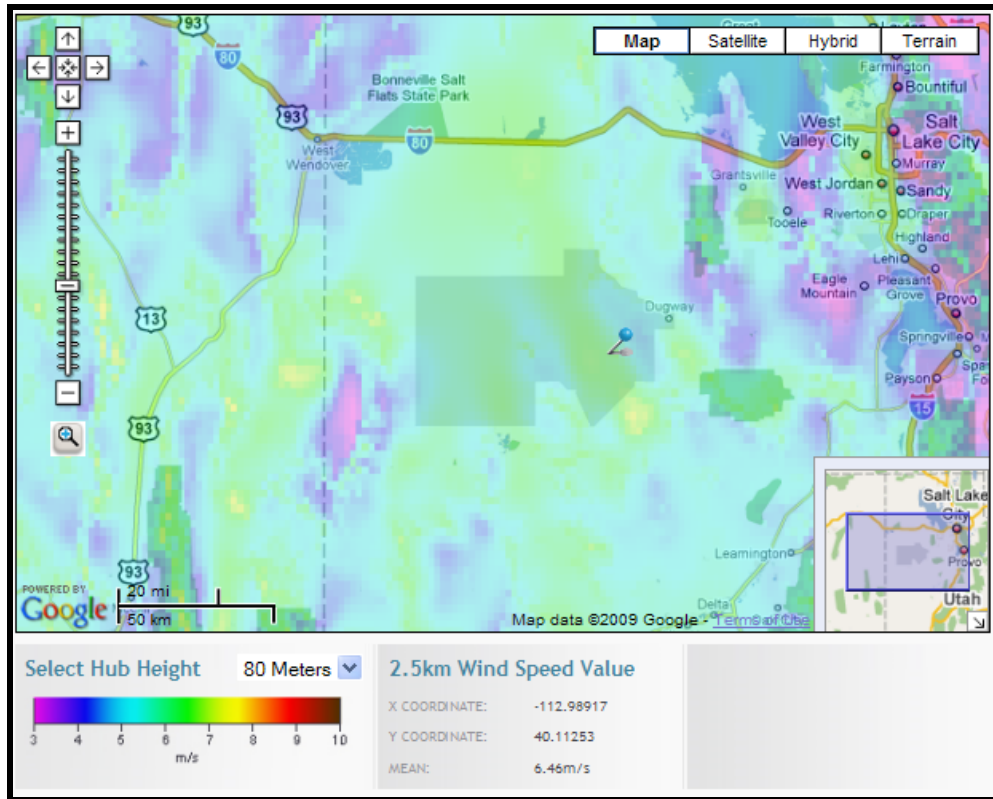 93
Great
Layton
Map Satellite Hybrid Terrain
80
Farmington
Bountiful
Bonneville Salt
Flats State Park
93
West
Valley City
Salt
Lake City
80
West
Wendover
Murray
Grantsville
West Jordan
Sandy
Tooele
Riverton
Draper
Highland
Lehi
Eagle
Mountain
Pleasant
Grove
Provo
Dugway
13
Springville
Payson
15
93
Salt Lake
City
Provo
Utah
Leamington
93
POWERED BY
Google
20 mi
50 km
Delta
Map data ©2009 Google - Terms of Use
Select Hub Height 80 Meters
3 4 5 6 7 8 9 10
m/s
2.5km Wind Speed Value
X COORDINATE: -112.98917
Y COORDINATE: 40.11253
MEAN: 6.46m/s